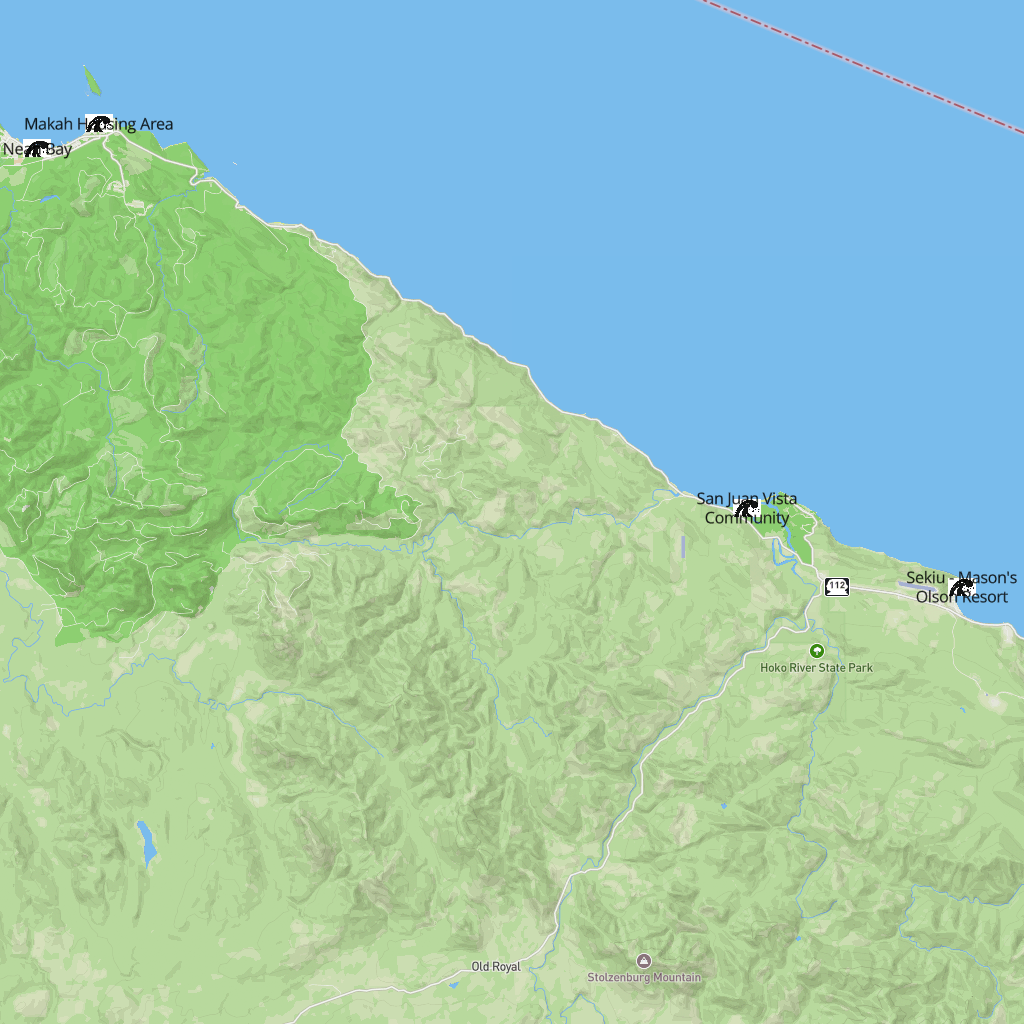 Makah Housing Area
Neah Bay
San Juan Vista
Community
112
Sekiu - Mason's
Olson Resort
Hoko River State Park
Old Royal
Stolzenburg Mountain